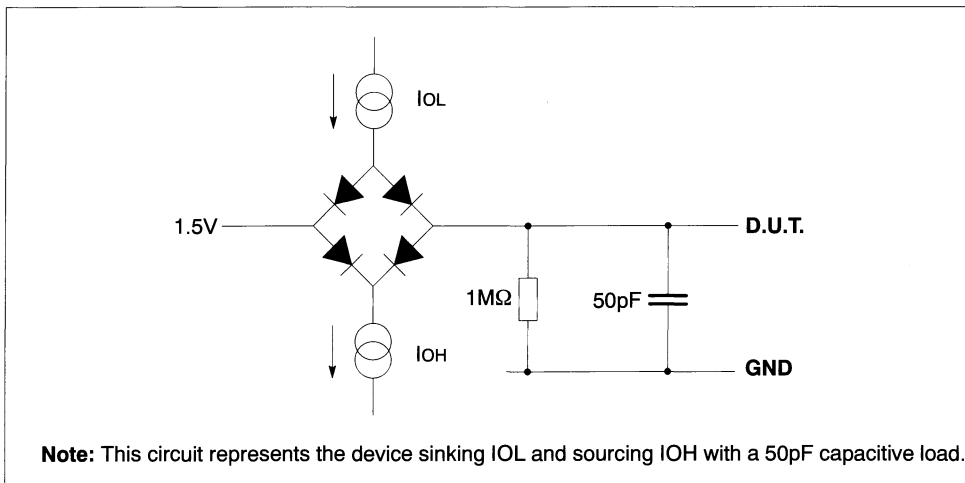 IOL
1.5V
D.U.T.
1MΩ
50pF
IOH
GND
Note: This circuit represents the device sinking IOL and sourcing IOH with a 50pF capacitive load.